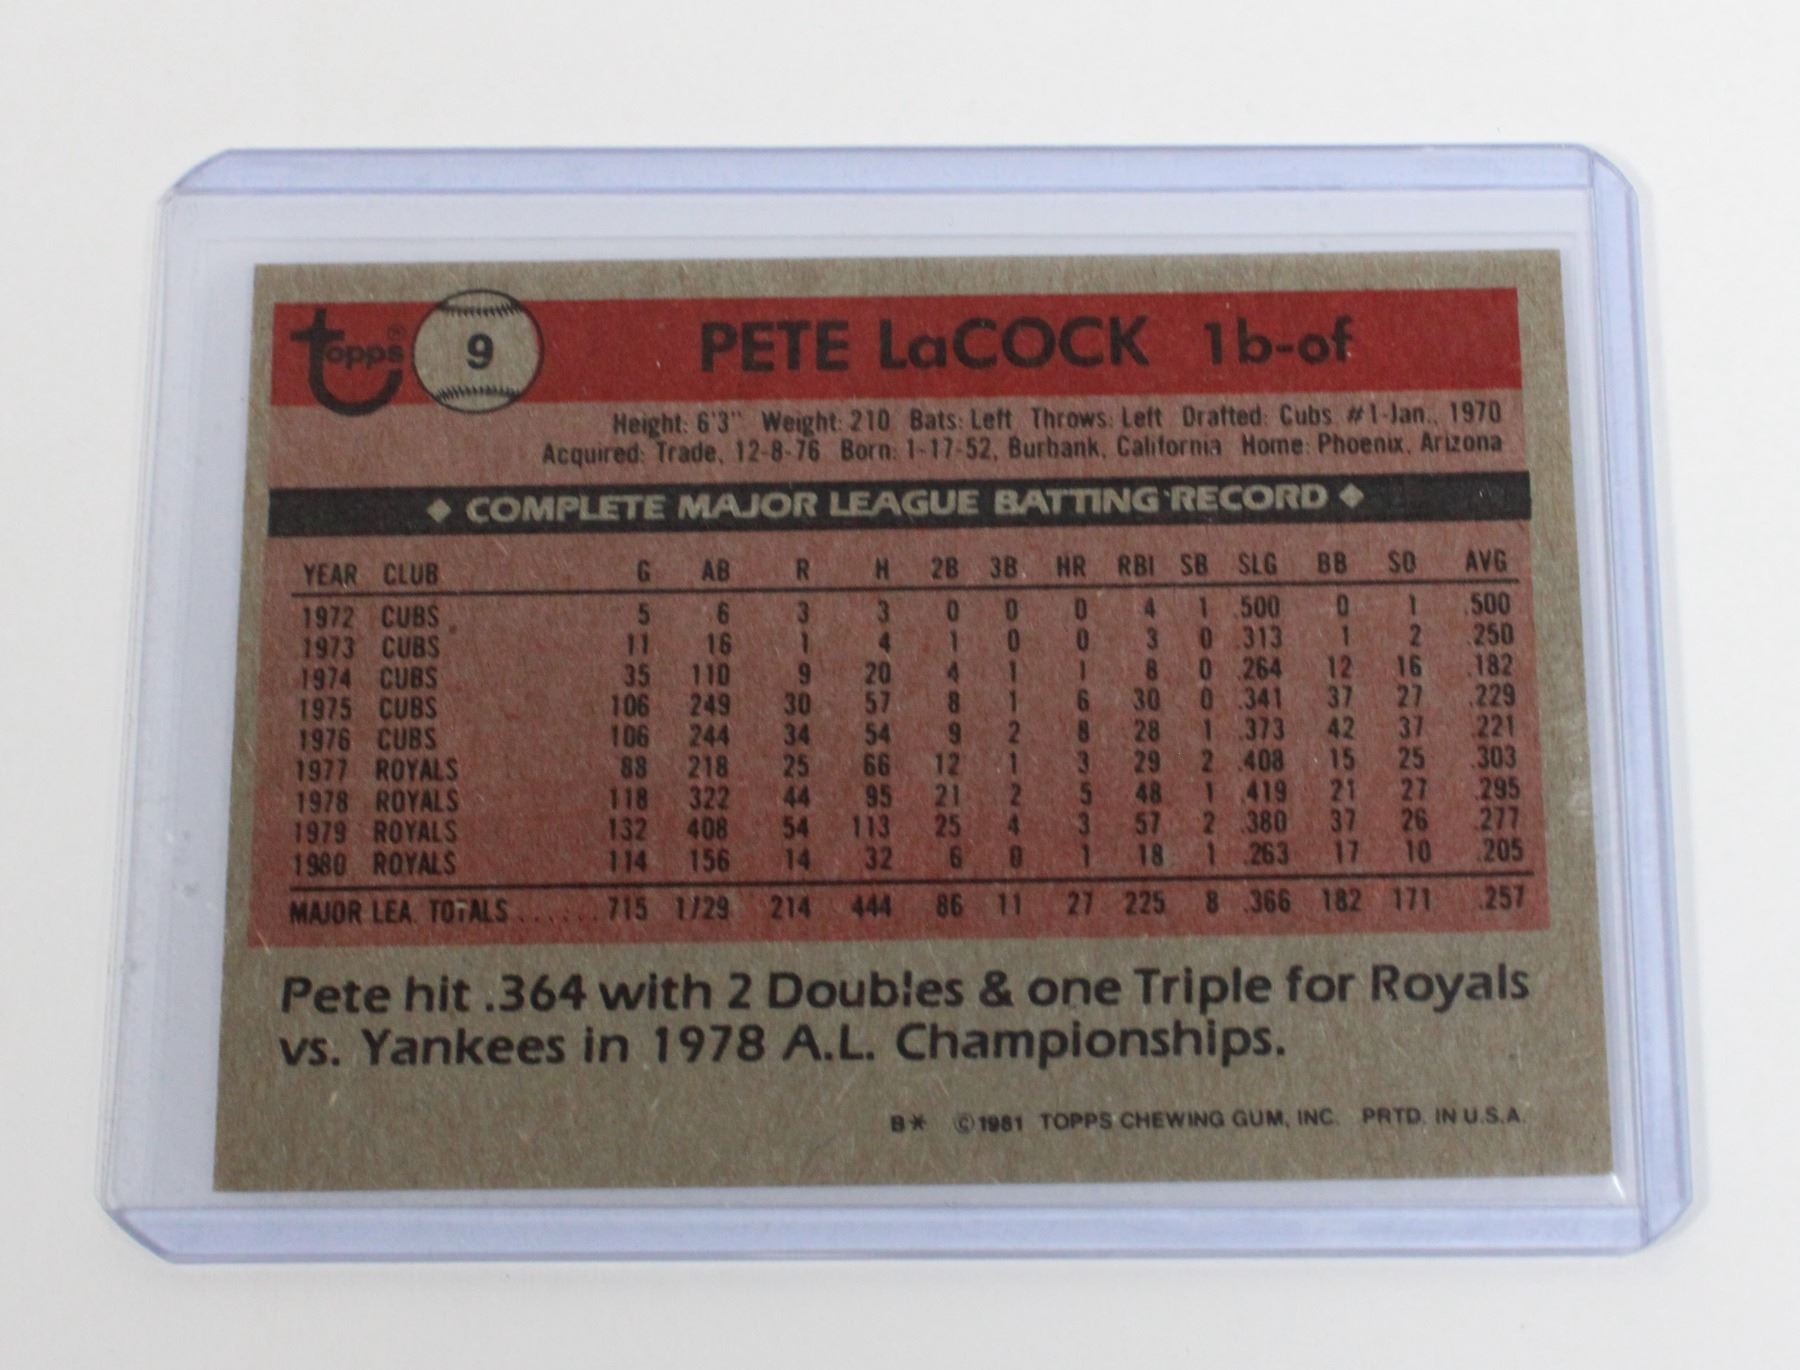 topps® 9 PETE LaCOCK 1b-of
Height: 6'3" Weight: 210 Bats: Left Throws: Left Drafted: Cubs #1-Jan., 1970
Acquired: Trade, 12-8-76 Born: 1-17-52, Burbank, California Home: Phoenix, Arizona
◆ COMPLETE MAJOR LEAGUE BATTING RECORD ◆
YEAR CLUB G AB R H 2B 3B HR RBI SB SLG BB SO AVG
1972 CUBS 5 6 3 3 0 0 0 4 1 .500 0 1 .500
1973 CUBS 11 16 1 4 1 0 0 3 0 .313 1 2 .250
1974 CUBS 35 110 9 20 4 1 1 8 0 .264 12 16 .182
1975 CUBS 106 249 30 57 8 1 6 30 0 .341 37 27 .229
1976 CUBS 106 244 34 54 9 2 8 28 1 .373 42 37 .221
1977 ROYALS 88 218 25 66 12 1 3 29 2 .408 15 25 .303
1978 ROYALS 118 322 44 95 21 2 5 48 1 .419 21 27 .295
1979 ROYALS 132 408 54 113 25 4 3 57 2 .380 37 26 .277
1980 ROYALS 114 156 14 32 6 0 1 18 1 .263 17 10 .205
MAJOR LEA. TOTALS ...... 715 1729 214 444 86 11 27 225 8 .366 182 171 .257
Pete hit .364 with 2 Doubles & one Triple for Royals
vs. Yankees in 1978 A.L. Championships.
B* ©1981 TOPPS CHEWING GUM, INC. PRTD. IN U.S.A.